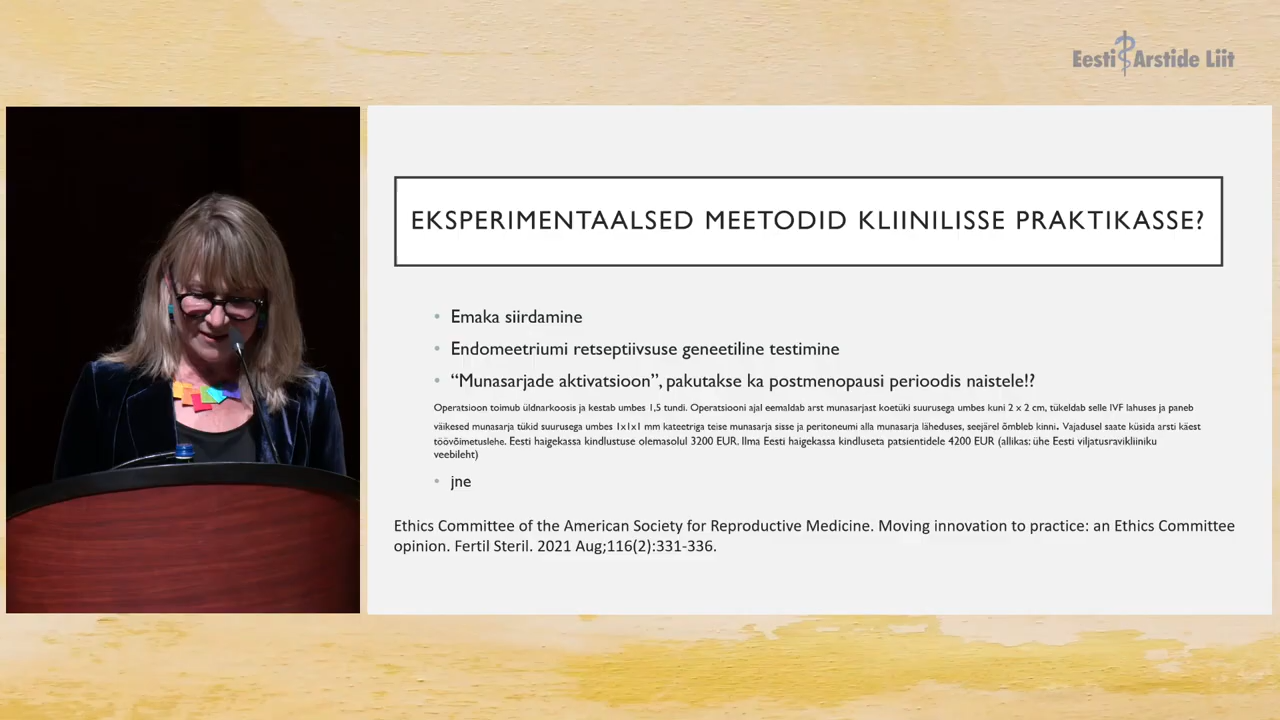 Eesti Arstide Liit
EKSPERIMENTAALSED MEETODID KLIINILISSE PRAKTIKASSE?
• Emaka siirdamine
• Endomeetriumi retseptiivsuse geneetiline testimine
• “Munasarjade aktivatsioon”, pakutakse ka postmenopausi perioodis naistele!?
Operatsioon toimub üldnarkoosis ja kestab umbes 1,5 tundi. Operatsiooni ajal eemaldab arst munasarjast koetüki suurusega umbes kuni 2 x 2 cm, tükeldab selle IVF lahuses ja paneb
väikesed munasarja tükid suurusega umbes 1x1x1 mm kateetriga teise munasarja sisse ja peritoneumi alla munasarja läheduses, seejärel õmbleb kinni. Vajadusel saate küsida arsti käest
töövõimetuslehe. Eesti haigekassa kindlustuse olemasolul 3200 EUR. Ilma Eesti haigekassa kindluseta patsientidele 4200 EUR (allikas: ühe Eesti viljatusravikliiniku
veebileht)
• jne
Ethics Committee of the American Society for Reproductive Medicine. Moving innovation to practice: an Ethics Committee
opinion. Fertil Steril. 2021 Aug;116(2):331-336.